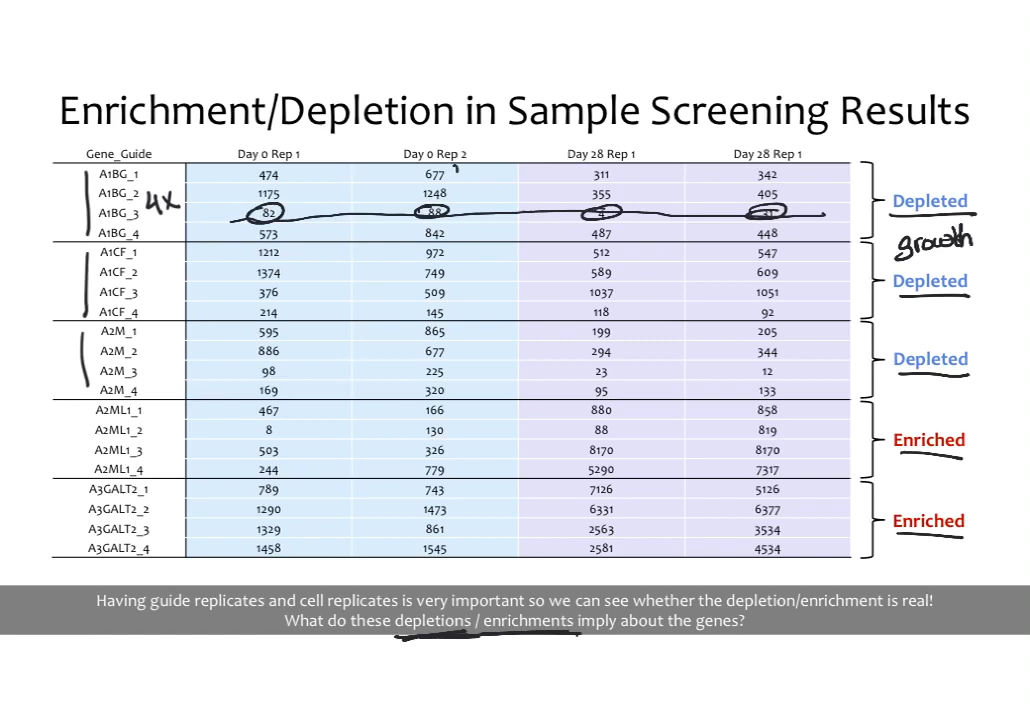 Enrichment/Depletion in Sample Screening Results
Gene_Guide Day 0 Rep 1 Day 0 Rep 2 Day 28 Rep 1 Day 28 Rep 1
A1BG_1 474 677 311 342
A1BG_2 1175 1248 355 405
4x
A1BG_3 82 88 4 31
Depleted
A1BG_4 573 842 487 448
growth
A1CF_1 1212 972 512 547
A1CF_2 1374 749 589 609
Depleted
A1CF_3 376 509 1037 1051
A1CF_4 214 145 118 92
A2M_1 595 865 199 205
A2M_2 886 677 294 344
Depleted
A2M_3 98 225 23 12
A2M_4 169 320 95 133
A2ML1_1 467 166 880 858
A2ML1_2 8 130 88 819
Enriched
A2ML1_3 503 326 8170 8170
A2ML1_4 244 779 5290 7317
A3GALT2_1 789 743 7126 5126
A3GALT2_2 1290 1473 6331 6377
Enriched
A3GALT2_3 1329 861 2563 3534
A3GALT2_4 1458 1545 2581 4534
Having guide replicates and cell replicates is very important so we can see whether the depletion/enrichment is real!
What do these depletions / enrichments imply about the genes?